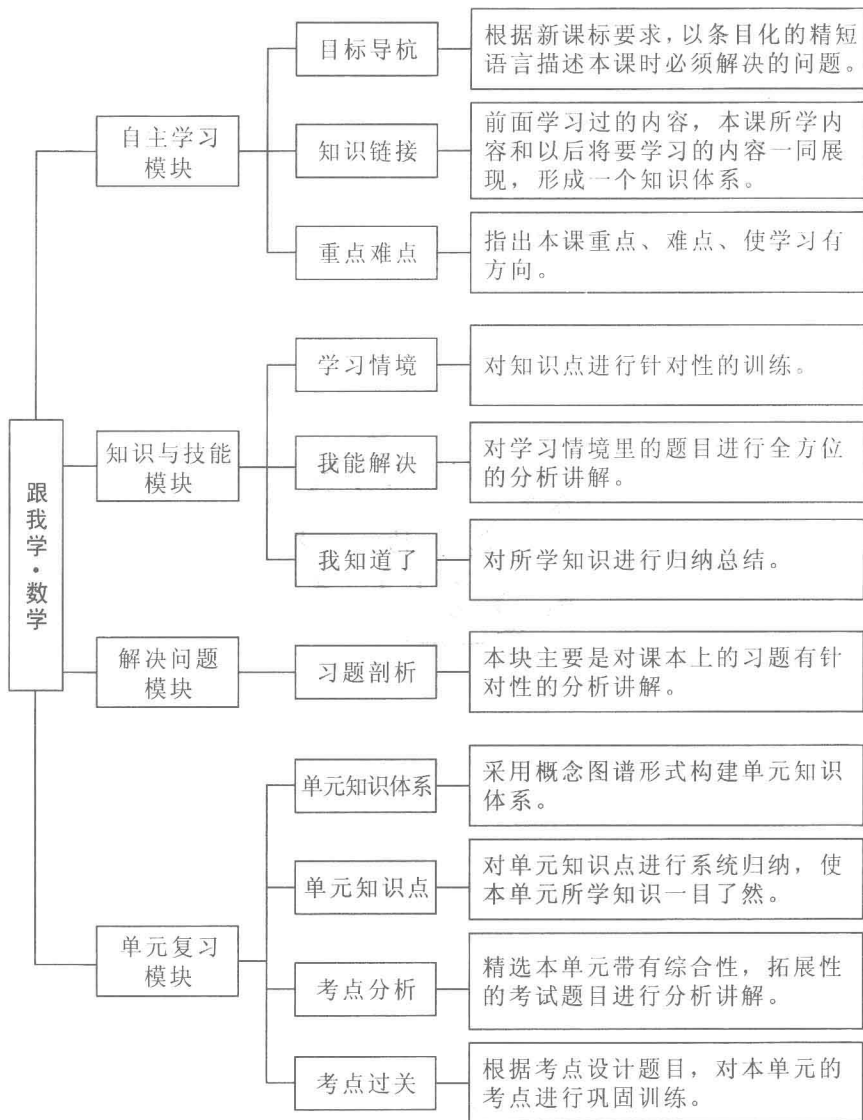 跟我学·数学
自主学习
模块
目标导杭
根据新课标要求,以条目化的精短
语言描述本课时必须解决的问题。
知识链接
前面学习过的内容，本课所学内
容和以后将要学习的内容一同展
现，形成一个知识体系。
重点难点
指出本课重点、难点、使学习有
方向。
知识与技能
模块
学习情境
对知识点进行针对性的训练。
我能解决
对学习情境里的题目进行全方位
的分析讲解。
我知道了
对所学知识进行归纳总结。
解决问题
模块
习题剖析
本块主要是对课本上的习题有针
对性的分析讲解。
单元复习
模块
单元知识体系
采用概念图谱形式构建单元知识
体系。
单元知识点
对单元知识点进行系统归纳，使
本单元所学知识一目了然。
考点分析
精选本单元带有综合性，拓展性
的考试题目进行分析讲解。
考点过关
根据考点设计题目，对本单元的
考点进行巩固训练。